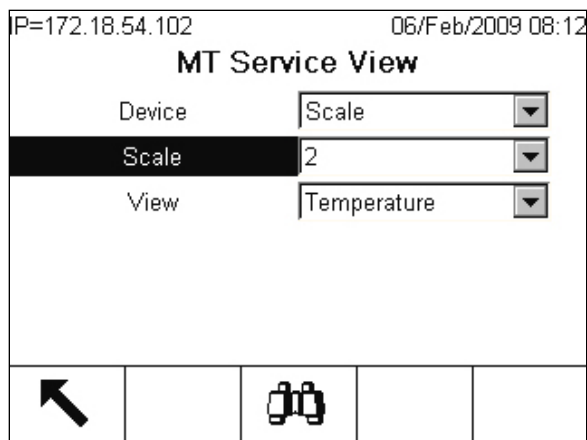 IP=172.18.54.102 06/Feb/2009 08:12
MT Service View
Device Scale
Scale 2
View Temperature